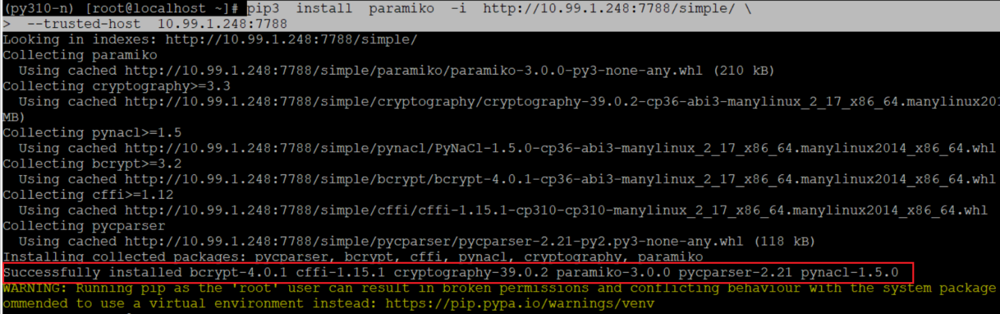 (py310-n) [root@localhost ~]# pip3  install  paramiko  -i  http://10.99.1.248:7788/simple/ \
>  --trusted-host  10.99.1.248:7788
Looking in indexes: http://10.99.1.248:7788/simple/
Collecting paramiko
  Using cached http://10.99.1.248:7788/simple/paramiko/paramiko-3.0.0-py3-none-any.whl (210 kB)
Collecting cryptography>=3.3
  Using cached http://10.99.1.248:7788/simple/cryptography/cryptography-39.0.2-cp36-abi3-manylinux_2_17_x86_64.manylinux201
MB)
Collecting pynacl>=1.5
  Using cached http://10.99.1.248:7788/simple/pynacl/PyNaCl-1.5.0-cp36-abi3-manylinux_2_17_x86_64.manylinux2014_x86_64.whl
Collecting bcrypt>=3.2
  Using cached http://10.99.1.248:7788/simple/bcrypt/bcrypt-4.0.1-cp36-abi3-manylinux_2_17_x86_64.manylinux2014_x86_64.whl
Collecting cffi>=1.12
  Using cached http://10.99.1.248:7788/simple/cffi/cffi-1.15.1-cp310-cp310-manylinux_2_17_x86_64.manylinux2014_x86_64.whl
Collecting pycparser
  Using cached http://10.99.1.248:7788/simple/pycparser/pycparser-2.21-py2.py3-none-any.whl (118 kB)
Installing collected packages: pycparser, bcrypt, cffi, pynacl, cryptography, paramiko
Successfully installed bcrypt-4.0.1 cffi-1.15.1 cryptography-39.0.2 paramiko-3.0.0 pycparser-2.21 pynacl-1.5.0
WARNING: Running pip as the 'root' user can result in broken permissions and conflicting behaviour with the system package
ommended to use a virtual environment instead: https://pip.pypa.io/warnings/venv